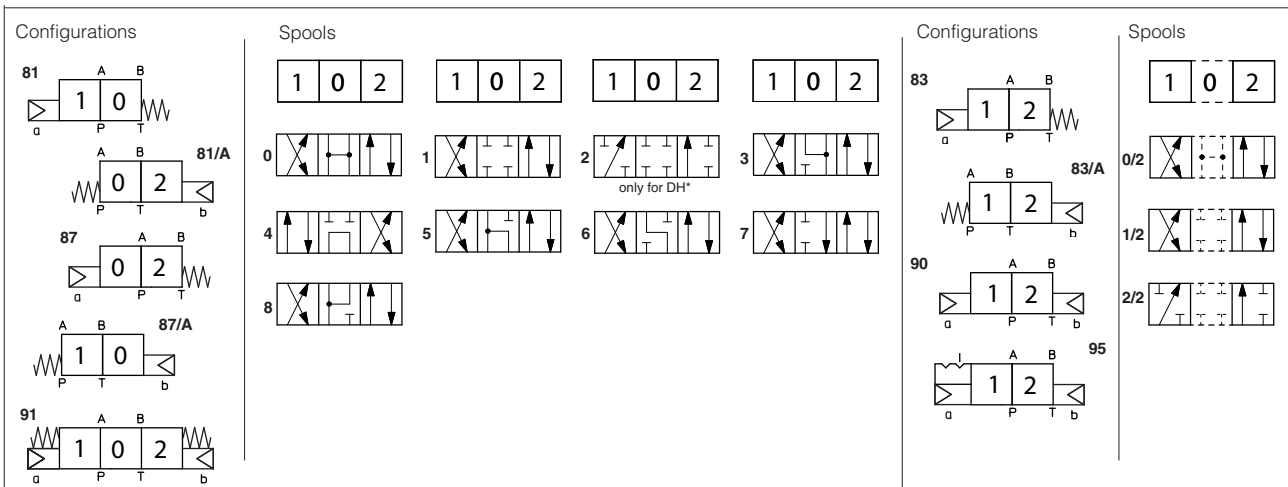 Configurations
Spools
Configurations
Spools
81
A B
1 0
a P T
A B 81/A
0 2
P T b
87 A B
0 2
a P T
A B 87/A
1 0
P T b
91 A B
1 0 2
a P T b
1 0 2
1 0 2
1 0 2
1 0 2
0
1
2
only for DH*
3
4
5
6
7
8
83 A B
1 2
a P T
A B 83/A
1 2
P T b
90 A B
1 2
a P T b
l A B 95
1 2
a P T b
1 0 2
0/2
1/2
2/2